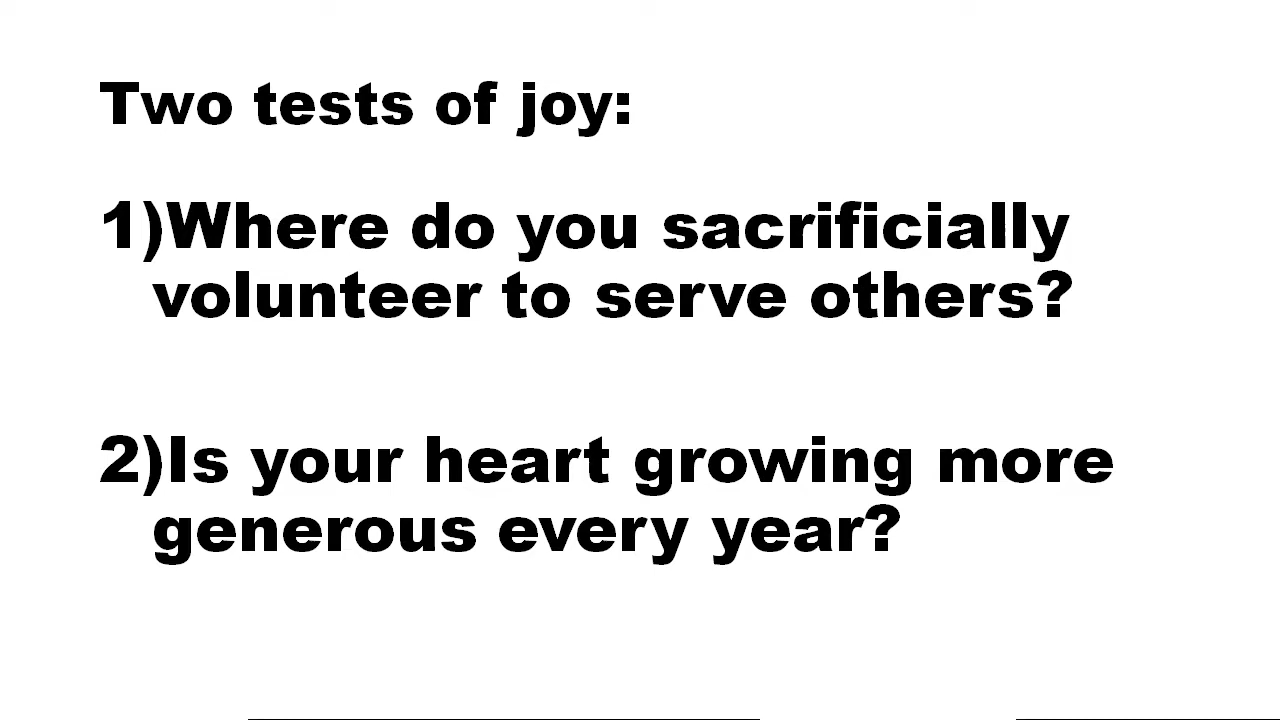 Two tests of joy:
1)Where do you sacrificially
volunteer to serve others?
2)Is your heart growing more
generous every year?